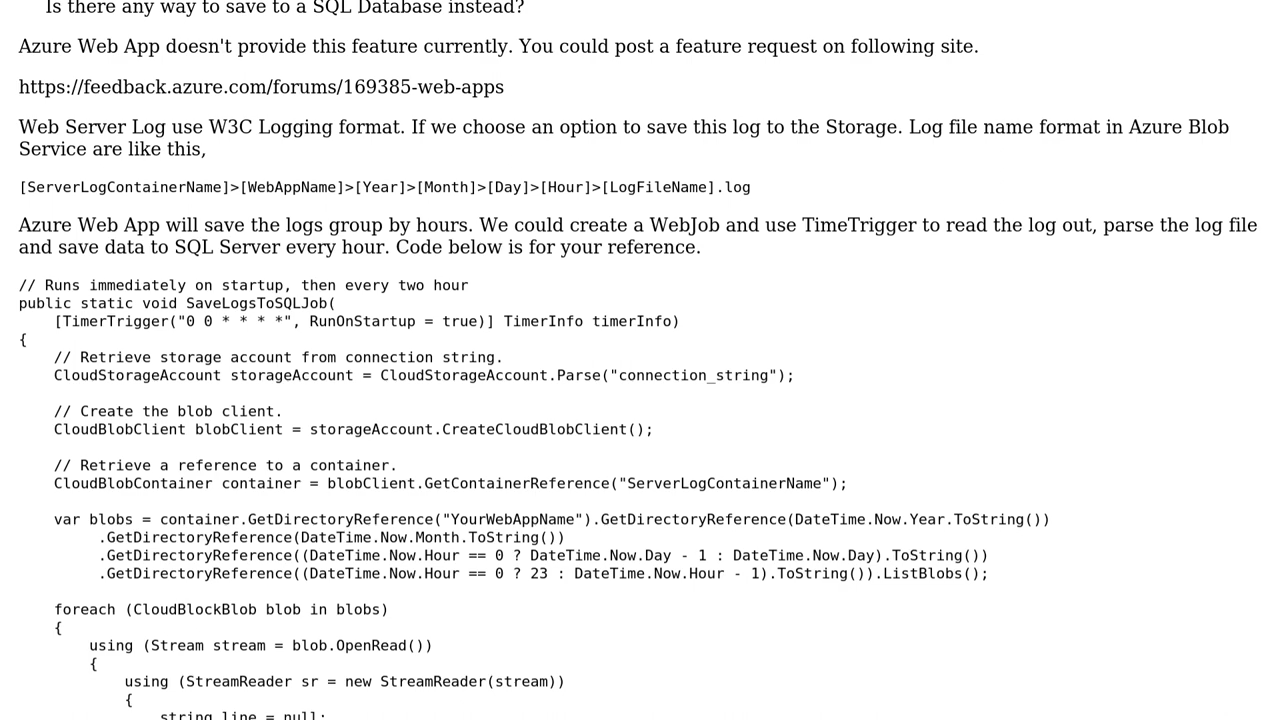 Is there any way to save to a SQL Database instead?
Azure Web App doesn't provide this feature currently. You could post a feature request on following site.
https://feedback.azure.com/forums/169385-web-apps
Web Server Log use W3C Logging format. If we choose an option to save this log to the Storage. Log file name format in Azure Blob
Service are like this,
[ServerLogContainerName]>[WebAppName]>[Year]>[Month]>[Day]>[Hour]>[LogFileName].log
Azure Web App will save the logs group by hours. We could create a WebJob and use TimeTrigger to read the log out, parse the log file
and save data to SQL Server every hour. Code below is for your reference.
// Runs immediately on startup, then every two hour
public static void SaveLogsToSQLJob(
    [TimerTrigger("0 0 * * * *", RunOnStartup = true)] TimerInfo timerInfo)
{
    // Retrieve storage account from connection string.
    CloudStorageAccount storageAccount = CloudStorageAccount.Parse("connection_string");
    // Create the blob client.
    CloudBlobClient blobClient = storageAccount.CreateCloudBlobClient();
    // Retrieve a reference to a container.
    CloudBlobContainer container = blobClient.GetContainerReference("ServerLogContainerName");
    var blobs = container.GetDirectoryReference("YourWebAppName").GetDirectoryReference(DateTime.Now.Year.ToString())
         .GetDirectoryReference(DateTime.Now.Month.ToString())
         .GetDirectoryReference((DateTime.Now.Hour == 0 ? DateTime.Now.Day - 1 : DateTime.Now.Day).ToString())
         .GetDirectoryReference((DateTime.Now.Hour == 0 ? 23 : DateTime.Now.Hour - 1).ToString()).ListBlobs();
    foreach (CloudBlockBlob blob in blobs)
    {
        using (Stream stream = blob.OpenRead())
        {
            using (StreamReader sr = new StreamReader(stream))
            {
                string line = null;